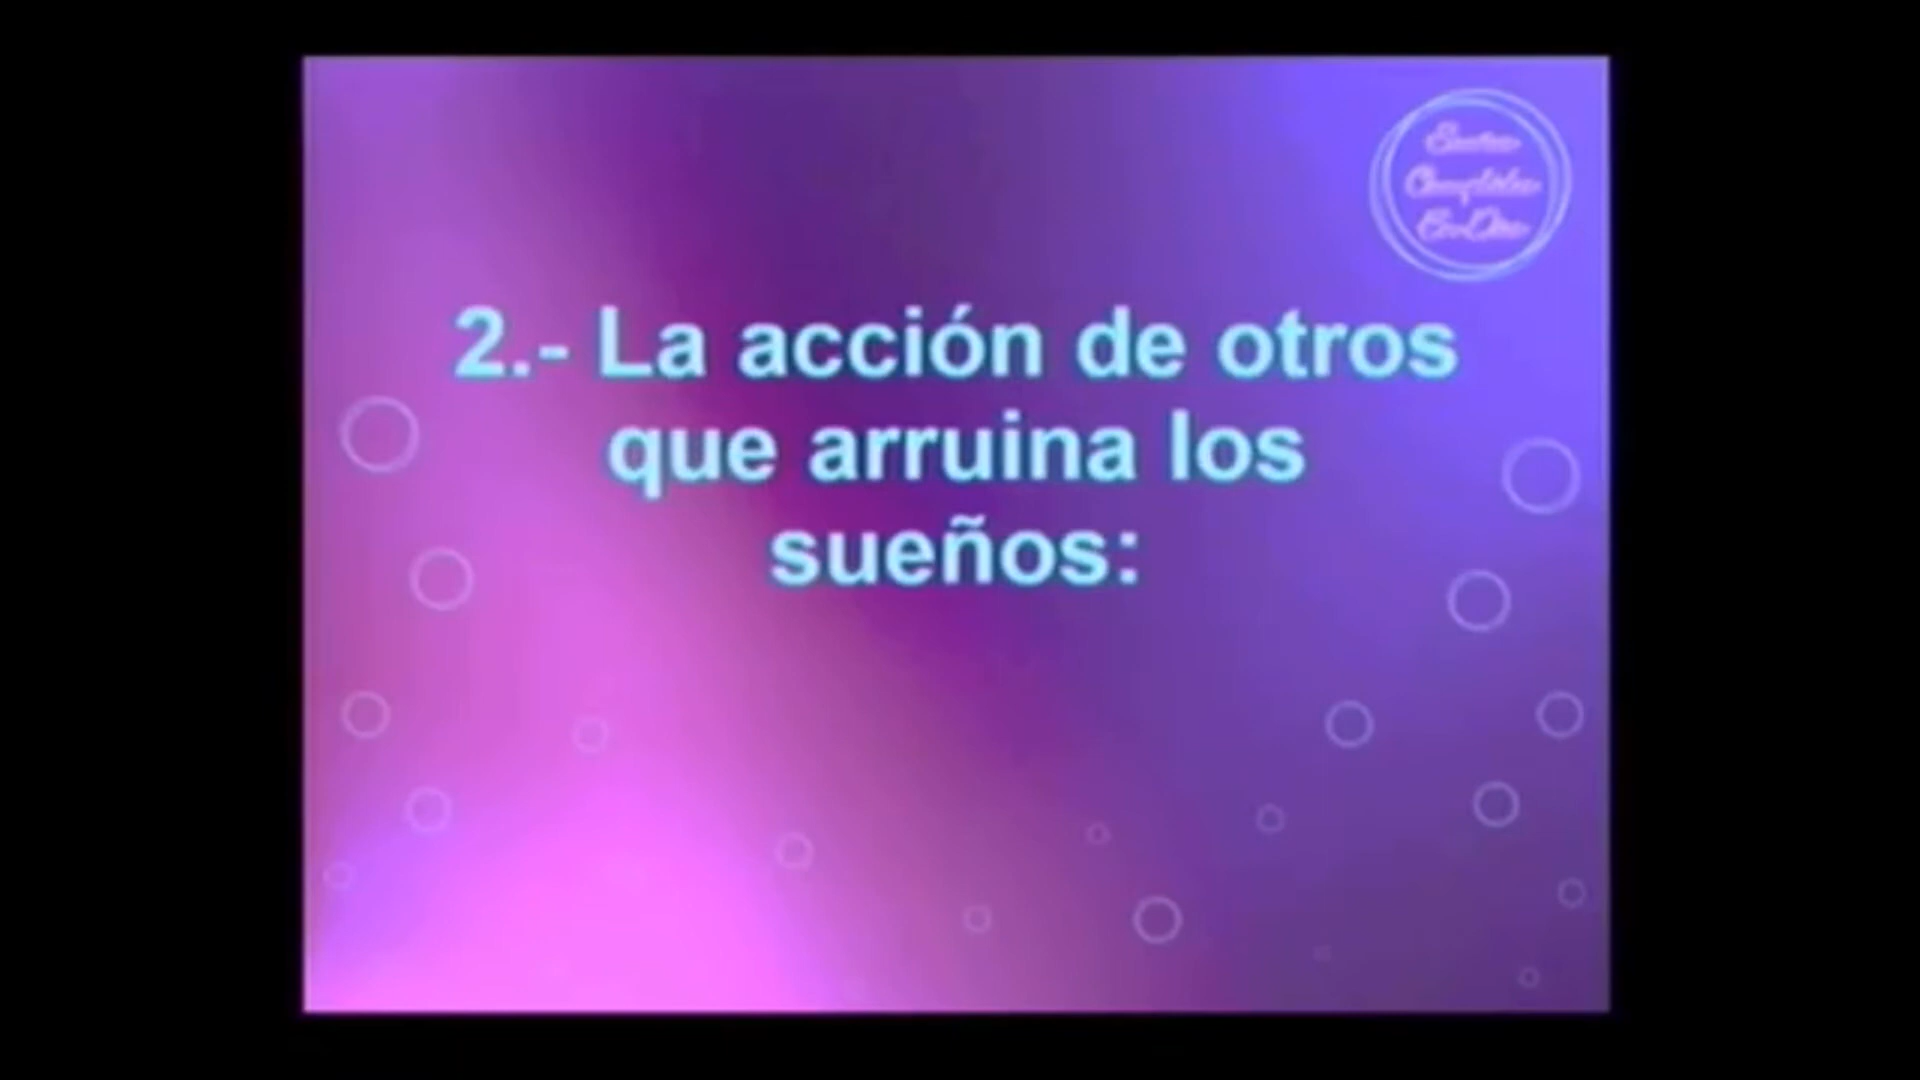 2.- La acción de otros
que arruina los
sueños: